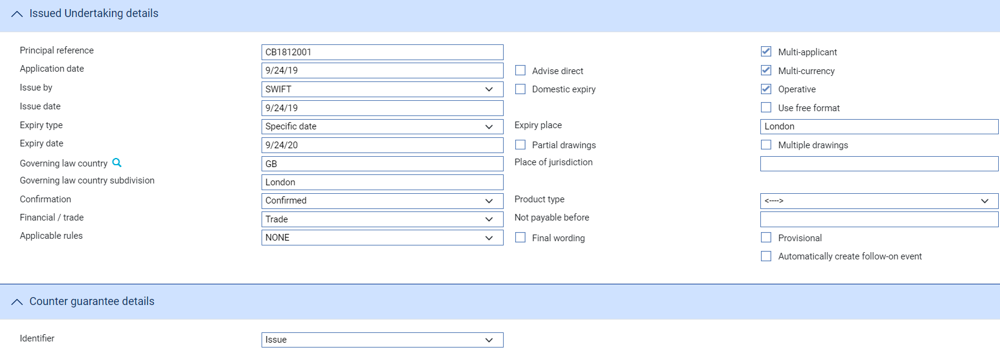 Issued Undertaking details
Principal reference CB1812001 Multi-applicant
Application date 9/24/19 Advise direct Multi-currency
Issue by SWIFT Domestic expiry Operative
Issue date 9/24/19 Use free format
Expiry type Specific date Expiry place London
Expiry date 9/24/20 Partial drawings Multiple drawings
Governing law country GB Place of jurisdiction
Governing law country subdivision London
Confirmation Confirmed Product type <---->
Financial / trade Trade Not payable before
Applicable rules NONE Final wording Provisional
Automatically create follow-on event
Counter guarantee details
Identifier Issue